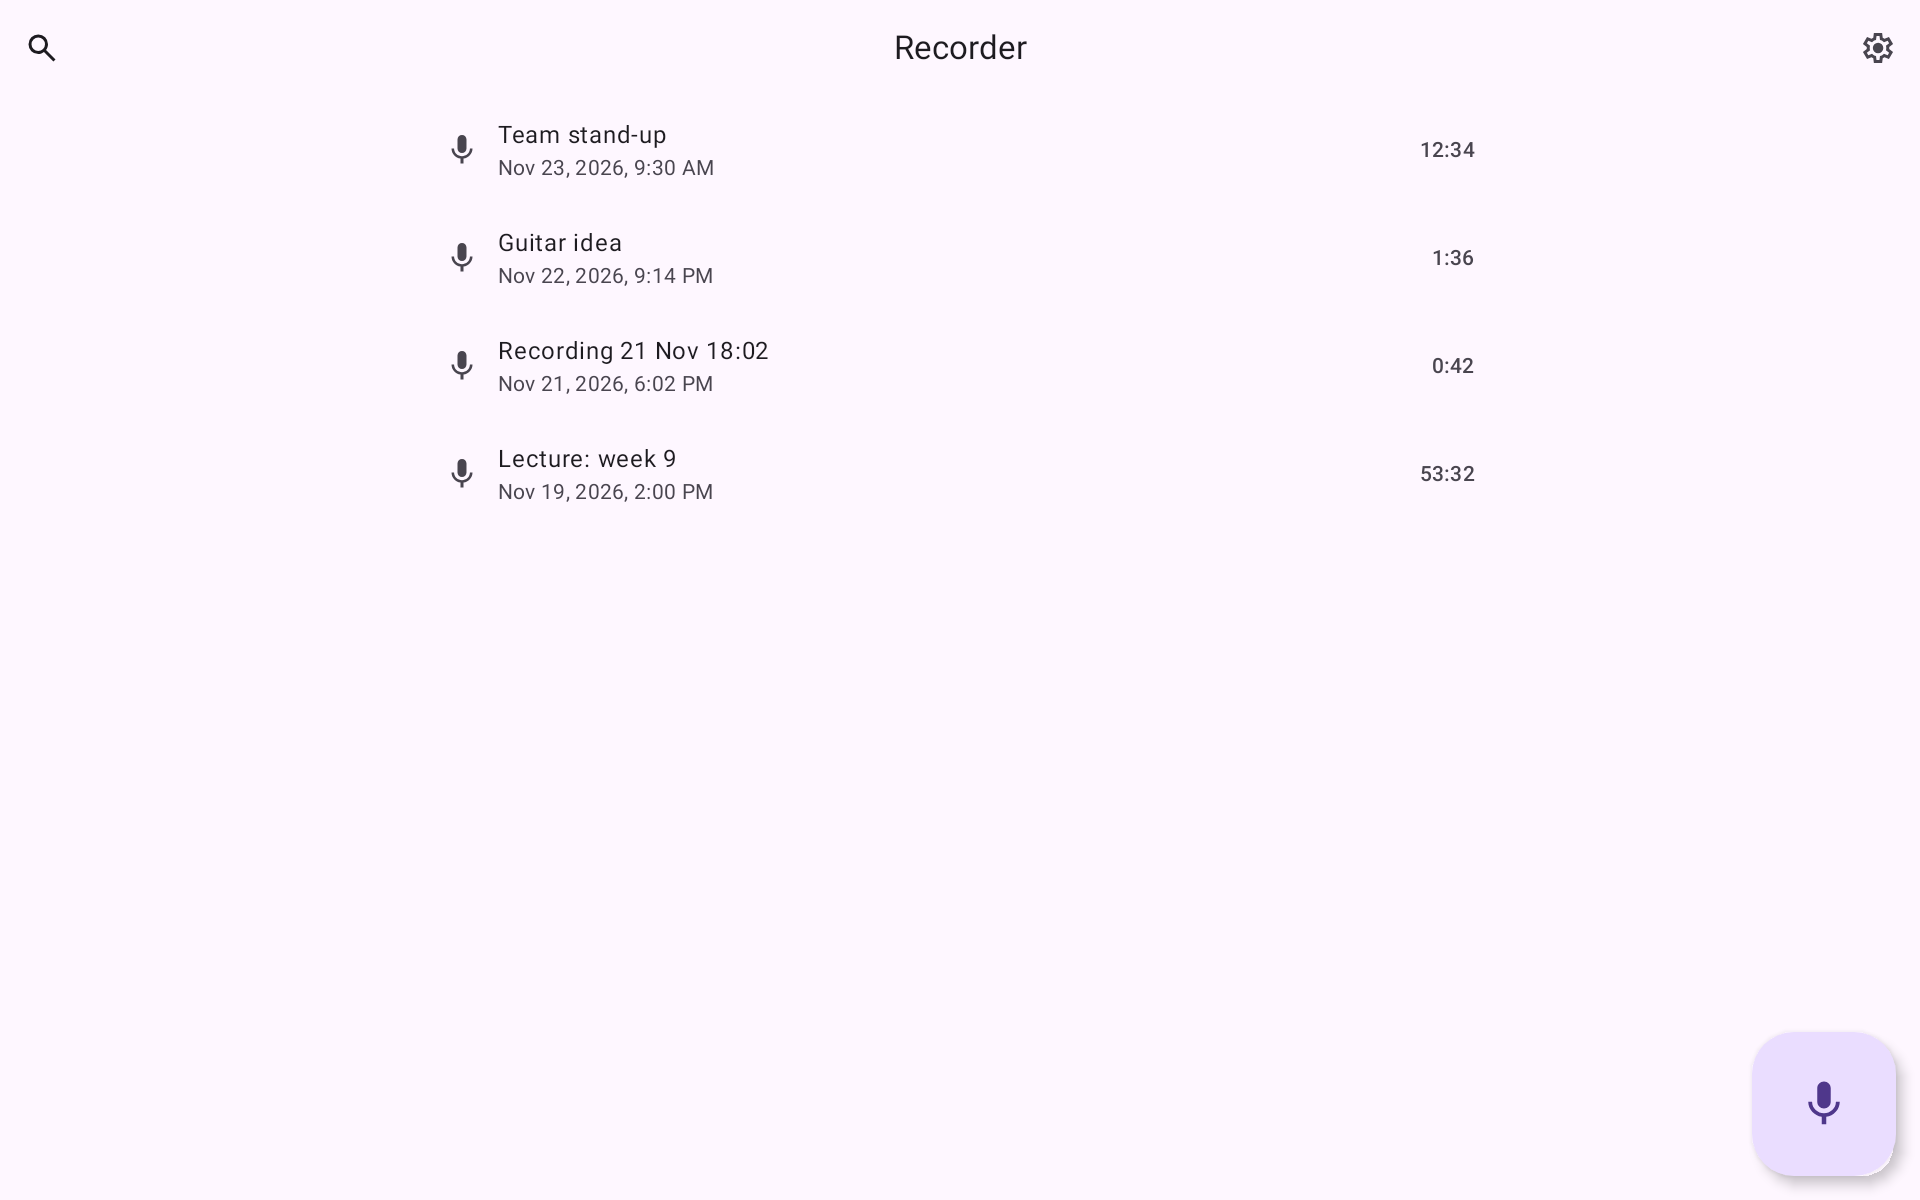 Recorder
Team stand-up
Nov 23, 2026, 9:30 AM
12:34
Guitar idea
Nov 22, 2026, 9:14 PM
1:36
Recording 21 Nov 18:02
Nov 21, 2026, 6:02 PM
0:42
Lecture: week 9
Nov 19, 2026, 2:00 PM
53:32